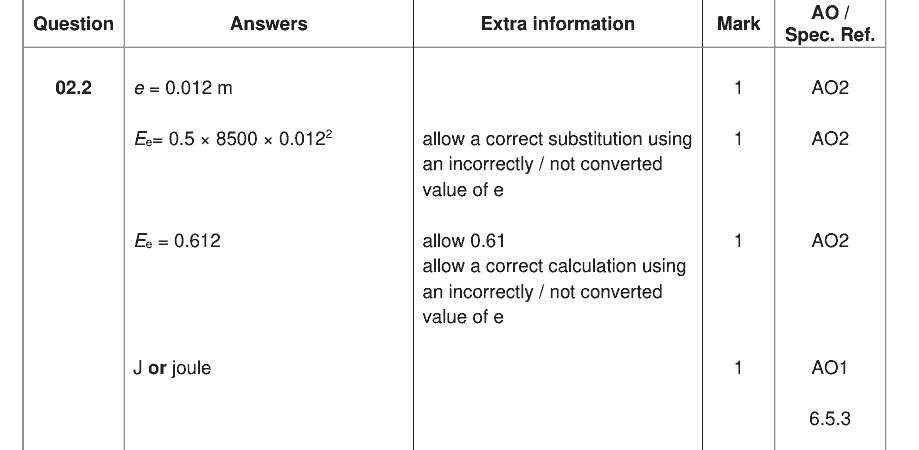 Question Answers Extra information Mark AO / Spec. Ref.
02.2 e = 0.012 m 1 AO2
Eₑ= 0.5 × 8500 × 0.012² allow a correct substitution using 1 AO2
an incorrectly / not converted
value of e
Eₑ = 0.612 allow 0.61 1 AO2
allow a correct calculation using
an incorrectly / not converted
value of e
J or joule 1 AO1
6.5.3